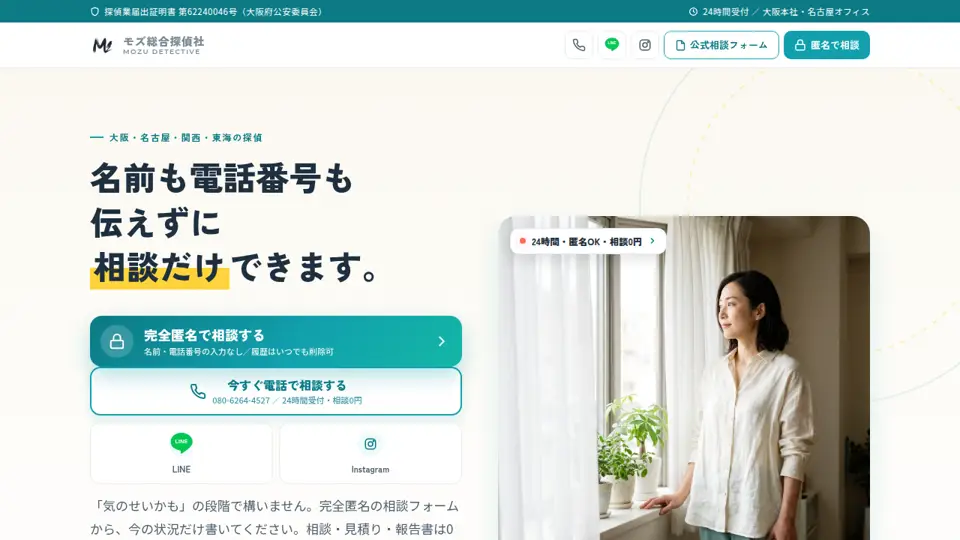 探偵業届出証明書 第62240046号（大阪府公安委員会）
24時間受付 ／ 大阪本社・名古屋オフィス
モズ総合探偵社
MOZU DETECTIVE
LINE
公式相談フォーム
匿名で相談
大阪・名古屋・関西・東海の探偵
名前も電話番号も
伝えずに
相談だけできます。
24時間・匿名OK・相談0円
完全匿名で相談する
名前・電話番号の入力なし／履歴はいつでも削除可
今すぐ電話で相談する
080-6264-4527 ／ 24時間受付・相談0円
LINE
LINE
Instagram
「気のせいかも」の段階で構いません。完全匿名の相談フォーム
から、今の状況だけ書いてください。相談・見積り・報告書は0